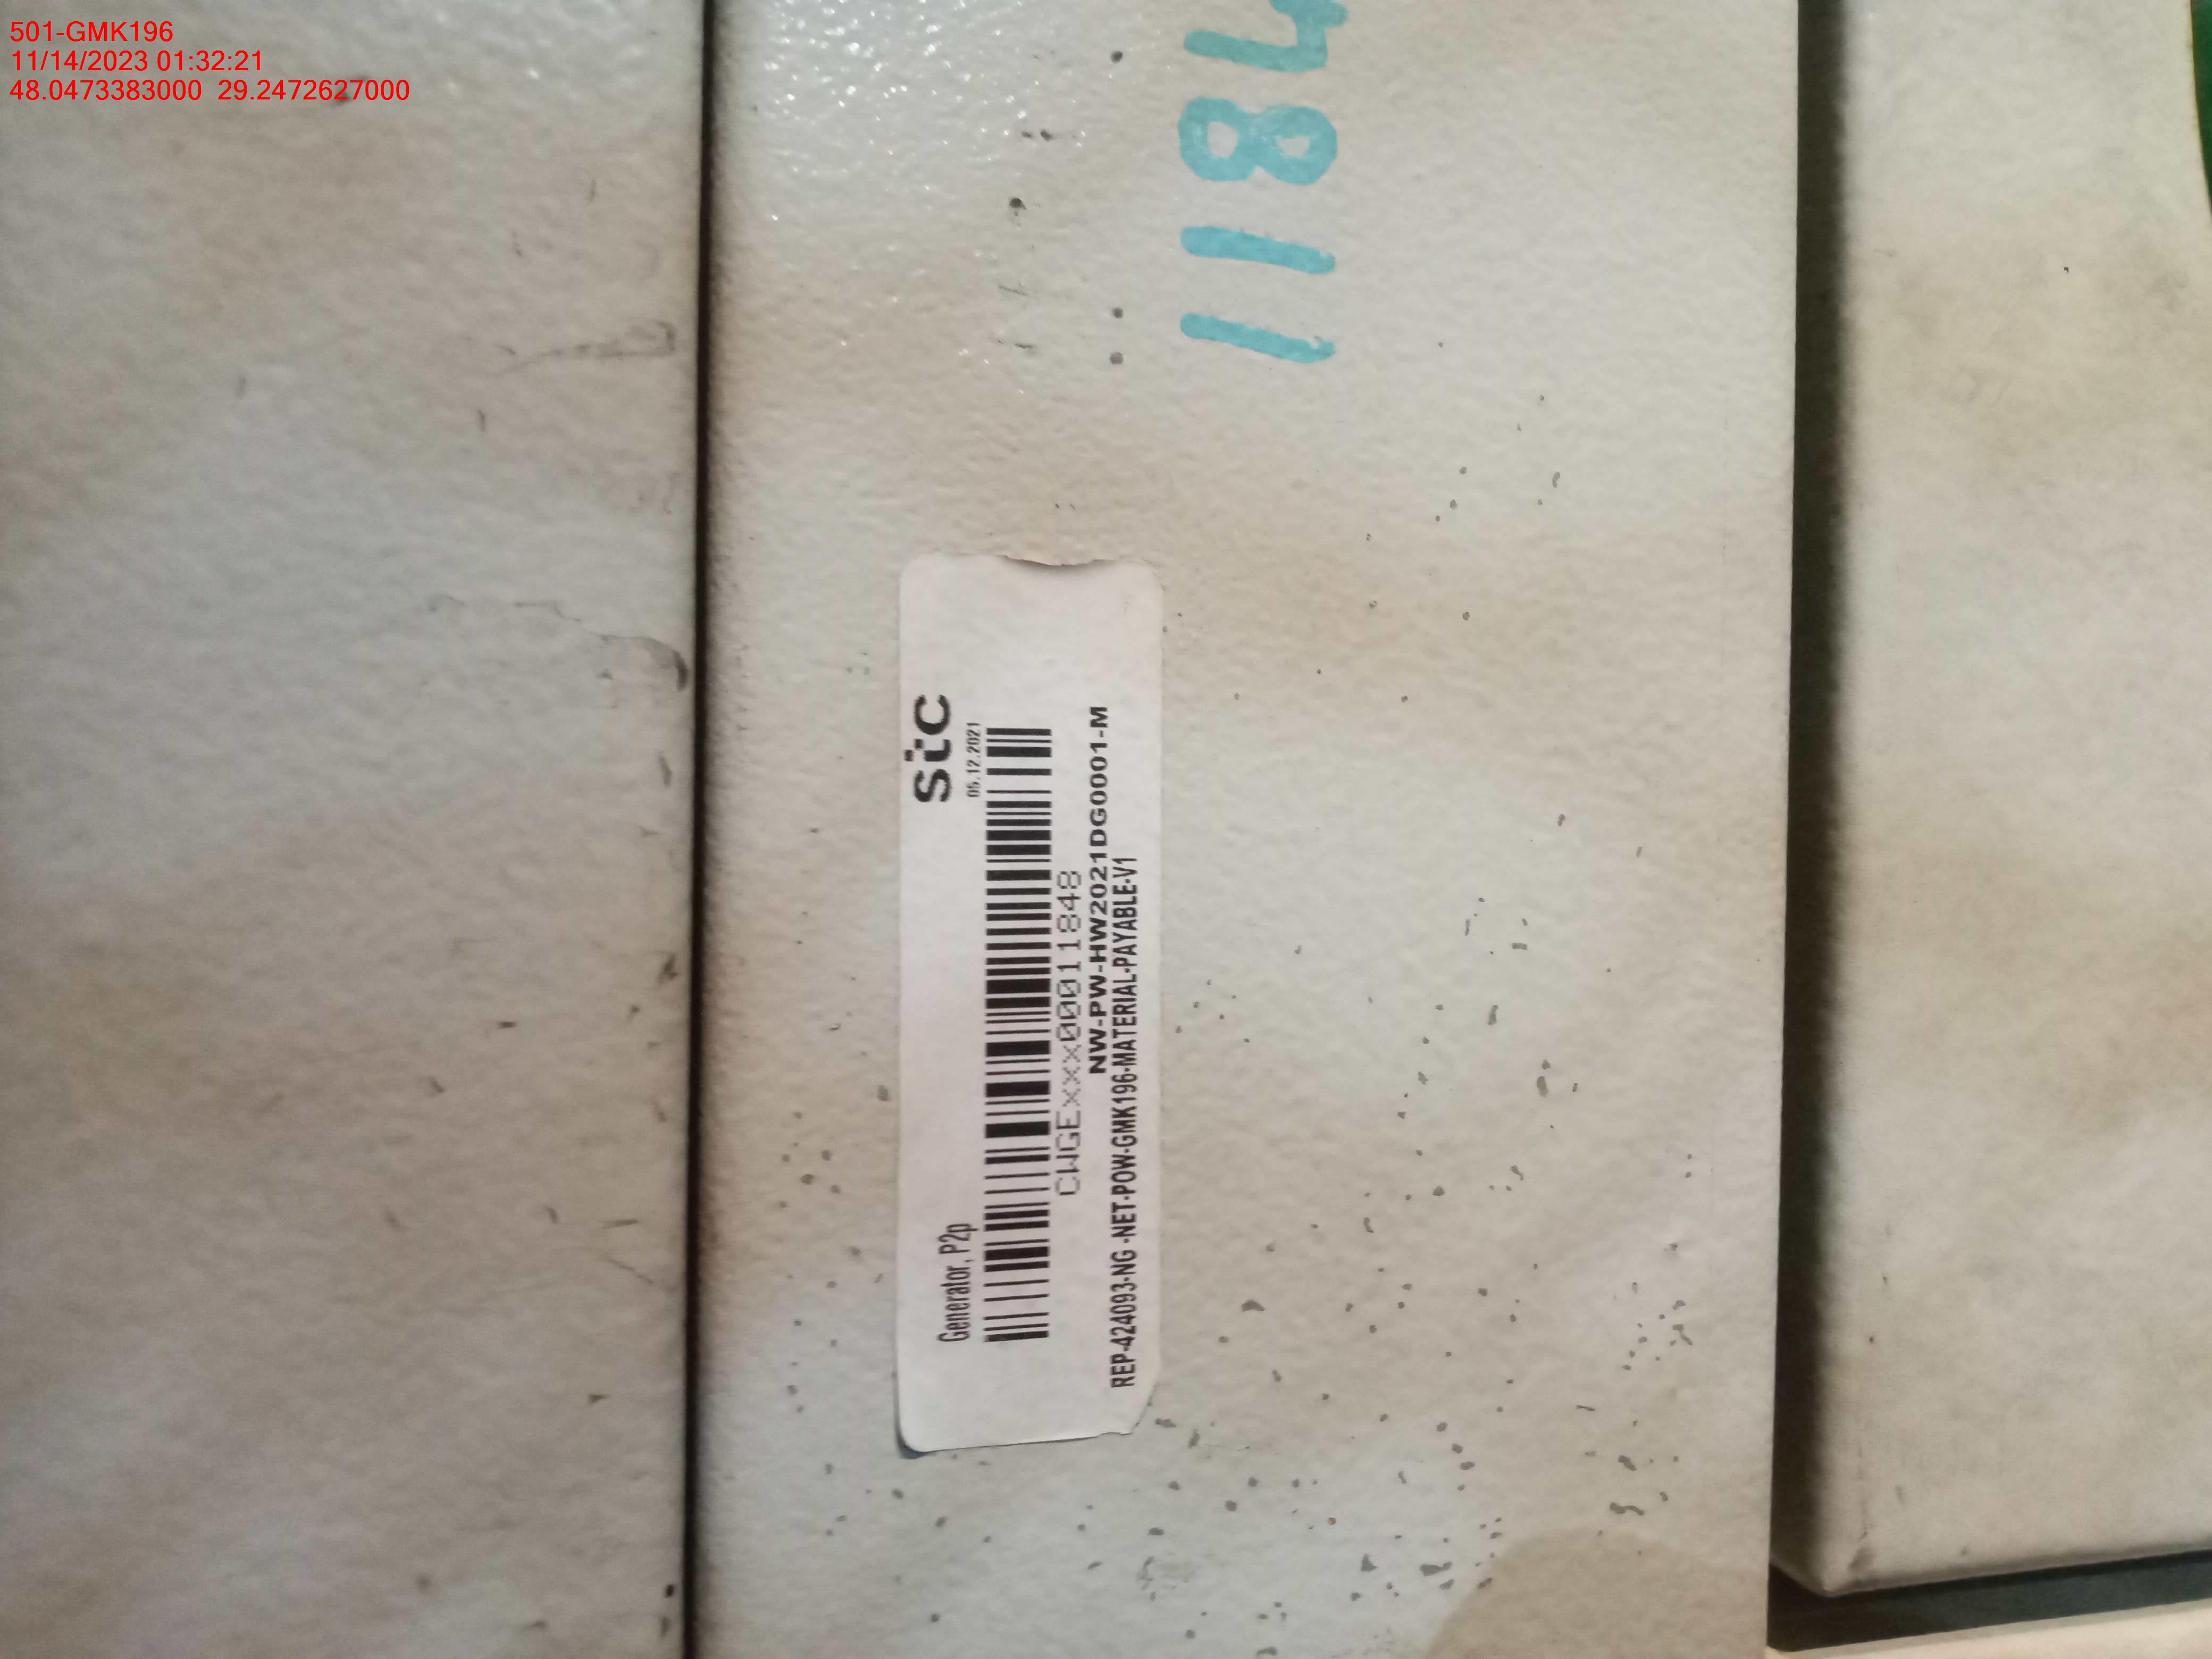 501-GMK196
11/14/2023 01:32:21
48.0473383000 29.2472627000
1184
stc
05.12.2021
Generator, P2p
CWGExxx00011848
NW-PW-HW2021DG0001-M
REP-424093-NG -NET-POW-GMK196-MATERIAL-PAYABLE-V1